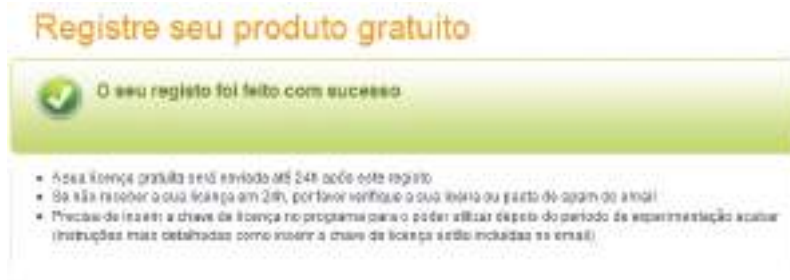 Registre seu produto gratuito
O seu registo foi feito com sucesso
A sua licença gratuita será enviada até 24h após este registo
Se não receber a sua licença em 24h, por favor verifique a sua lixeira ou pasta de spam do email
Precisa de inserir a chave de licença no programa para o poder utilizar depois do período de experimentação acabar
(instruções mais detalhadas como inserir a chave de licença estão incluídas no email)